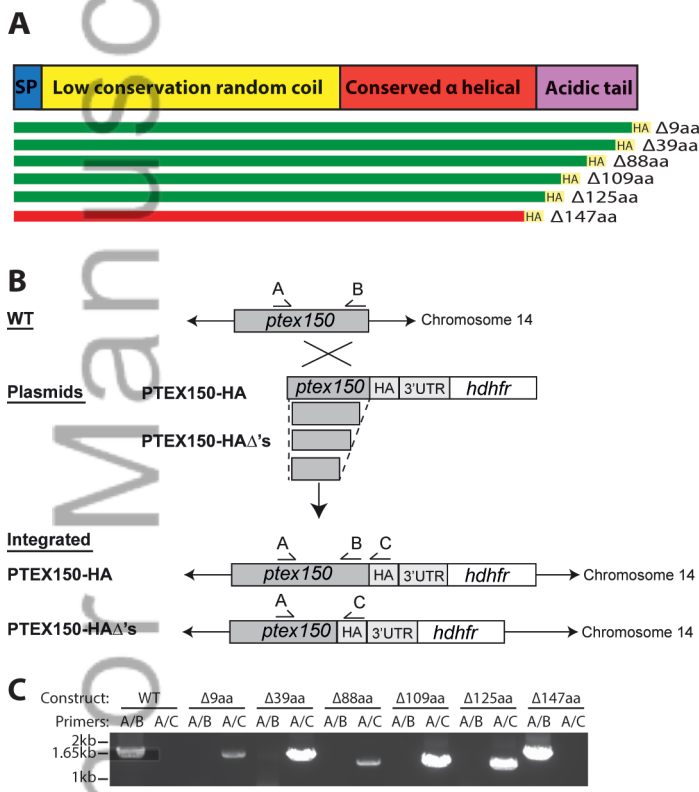 A
SP Low conservation random coil Conserved α helical Acidic tail
HA Δ9aa
HA Δ39aa
HA Δ88aa
HA Δ109aa
HA Δ125aa
HA Δ147aa
B
A B
WT ptex150 Chromosome 14
Plasmids PTEX150-HA ptex150 HA 3'UTR hdhfr
PTEX150-HAΔ's
Integrated
A B C
PTEX150-HA ptex150 HA 3'UTR hdhfr Chromosome 14
A C
PTEX150-HAΔ's ptex150 HA 3'UTR hdhfr Chromosome 14
C
Construct: WT Δ9aa Δ39aa Δ88aa Δ109aa Δ125aa Δ147aa
Primers: A/B A/C A/B A/C A/B A/C A/B A/C A/B A/C A/B A/C A/B A/C
2kb
1.65kb
1kb
or Manusc